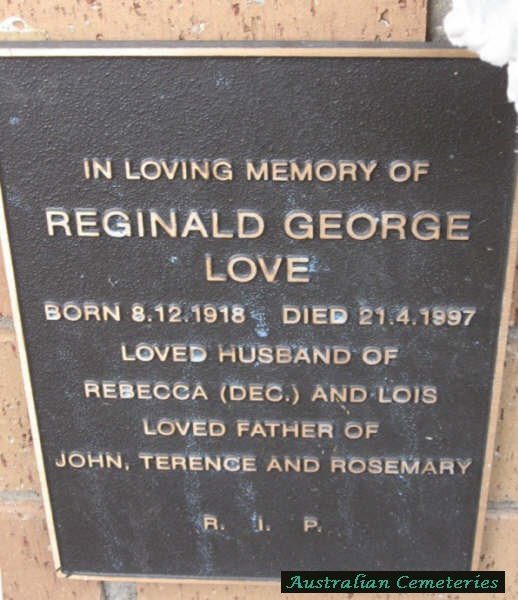 IN LOVING MEMORY OF
REGINALD GEORGE
LOVE
BORN 8.12.1918 DIED 21.4.1997
LOVED HUSBAND OF
REBECCA (DEC.) AND LOIS
LOVED FATHER OF
JOHN, TERENCE AND ROSEMARY
R. I. P.
Australian Cemeteries